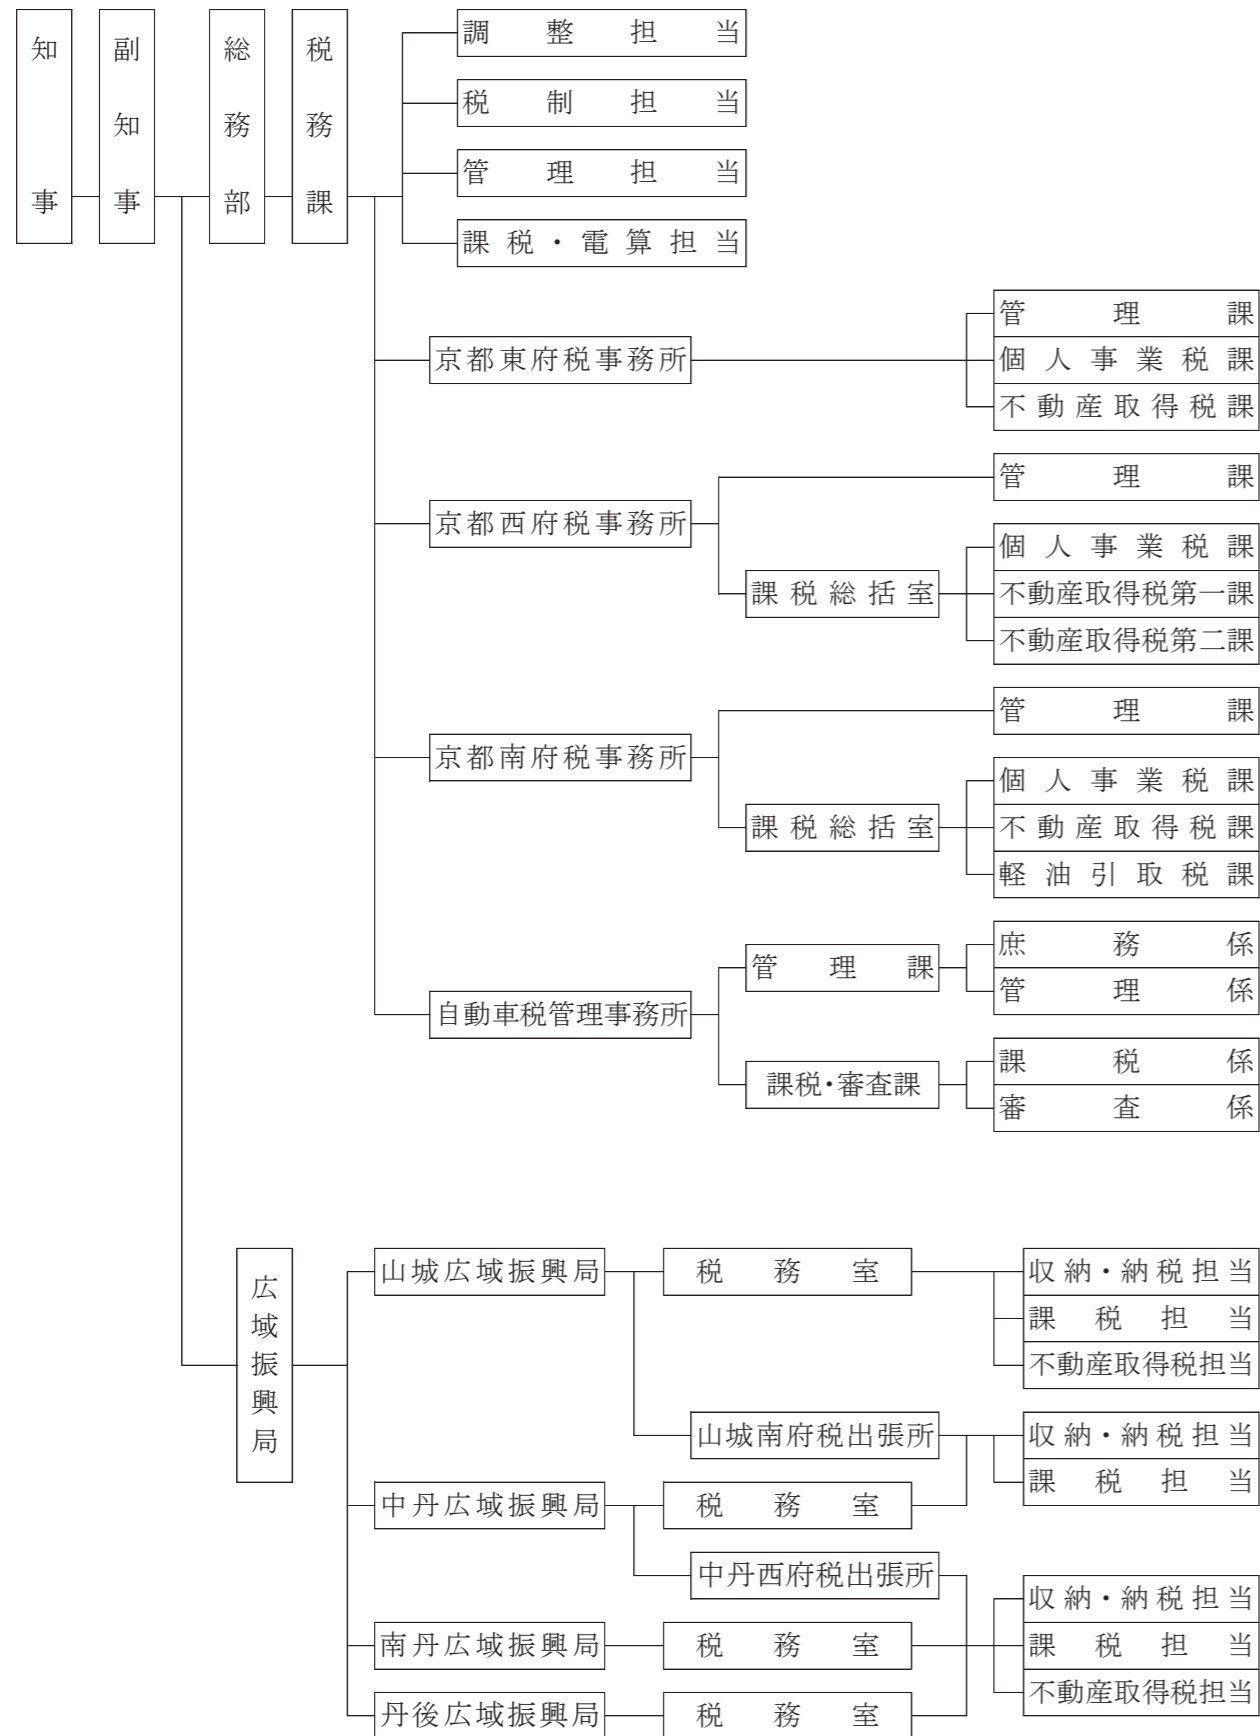 知事
副知事
総務部
税務課
調整担当
税制担当
管理担当
課税・電算担当
京都東府税事務所
管理課
個人事業税課
不動産取得税課
京都西府税事務所
管理課
課税総括室
個人事業税課
不動産取得税第一課
不動産取得税第二課
京都南府税事務所
管理課
課税総括室
個人事業税課
不動産取得税課
軽油引取税課
自動車税管理事務所
管理課
庶務係
管理係
課税・審査課
課税係
審査係
広域振興局
山城広域振興局
税務室
収納・納税担当
課税担当
不動産取得税担当
山城南府税出張所
収納・納税担当
課税担当
中丹広域振興局
税務室
中丹西府税出張所
収納・納税担当
課税担当
不動産取得税担当
南丹広域振興局
税務室
丹後広域振興局
税務室